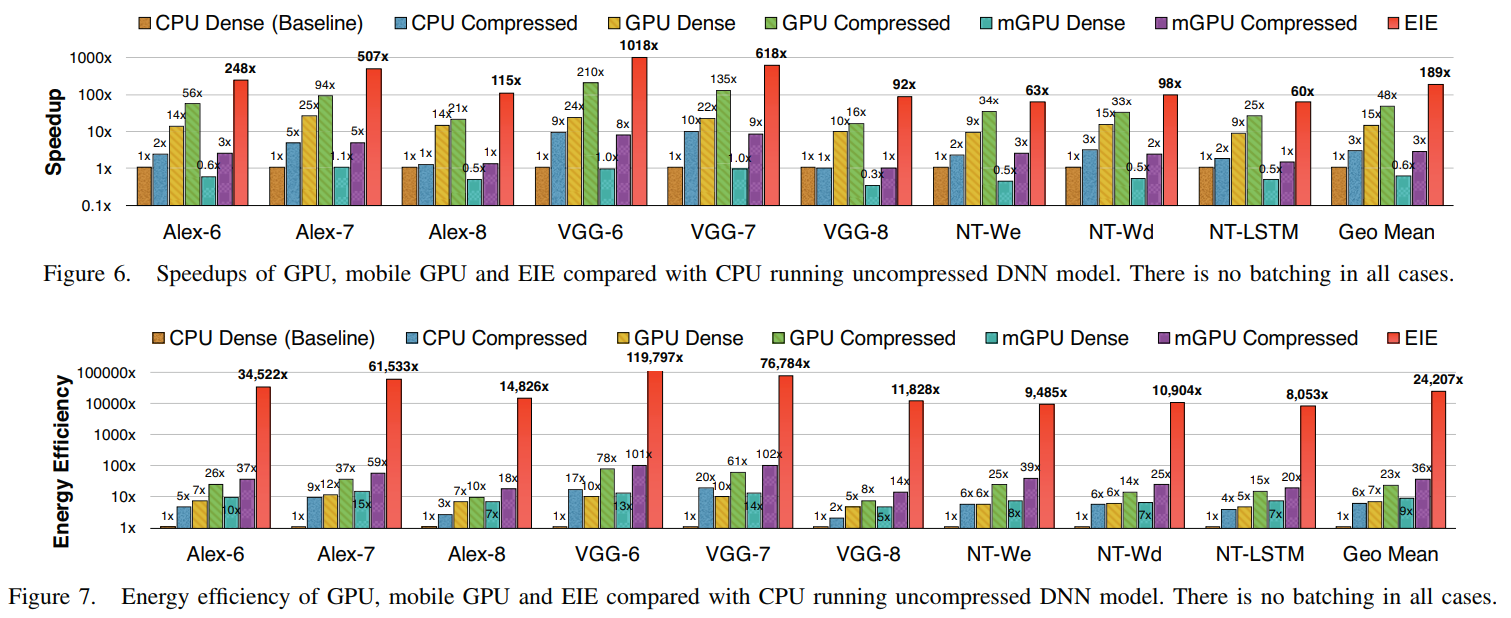 CPU Dense (Baseline) CPU Compressed GPU Dense GPU Compressed mGPU Dense mGPU Compressed EIE
Speedup
1000x
100x
10x
1x
0.1x
1x 2x 14x 56x 0.6x 3x 248x
1x 5x 25x 94x 1.1x 5x 507x
1x 1x 14x 21x 0.5x 1x 115x
1x 9x 24x 210x 1.0x 8x 1018x
1x 10x 22x 135x 1.0x 9x 618x
1x 1x 10x 16x 0.3x 1x 92x
1x 2x 9x 34x 0.5x 3x 63x
1x 3x 15x 33x 0.5x 2x 98x
1x 2x 9x 25x 0.5x 1x 60x
1x 3x 15x 48x 0.6x 3x 189x
Alex-6 Alex-7 Alex-8 VGG-6 VGG-7 VGG-8 NT-We NT-Wd NT-LSTM Geo Mean
Figure 6. Speedups of GPU, mobile GPU and EIE compared with CPU running uncompressed DNN model. There is no batching in all cases.
CPU Dense (Baseline) CPU Compressed GPU Dense GPU Compressed mGPU Dense mGPU Compressed EIE
Energy Efficiency
100000x
10000x
1000x
100x
10x
1x
1x 5x 7x 26x 10x 37x 34,522x
1x 9x 12x 37x 15x 59x 61,533x
1x 3x 7x 10x 7x 18x 14,826x
1x 17x 10x 78x 13x 101x 119,797x
1x 20x 10x 61x 14x 102x 76,784x
1x 2x 5x 8x 5x 14x 11,828x
1x 6x 6x 25x 8x 39x 9,485x
1x 6x 6x 14x 7x 25x 10,904x
1x 4x 5x 15x 7x 20x 8,053x
1x 6x 7x 23x 9x 36x 24,207x
Alex-6 Alex-7 Alex-8 VGG-6 VGG-7 VGG-8 NT-We NT-Wd NT-LSTM Geo Mean
Figure 7. Energy efficiency of GPU, mobile GPU and EIE compared with CPU running uncompressed DNN model. There is no batching in all cases.